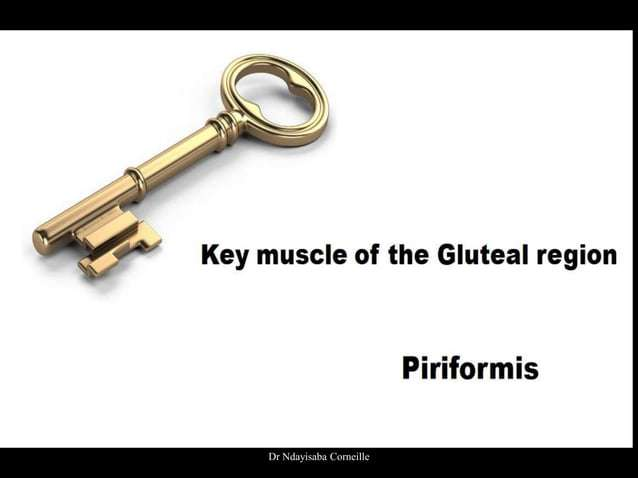 Key muscle of the Gluteal region
Piriformis
Dr Ndayisaba Corneille